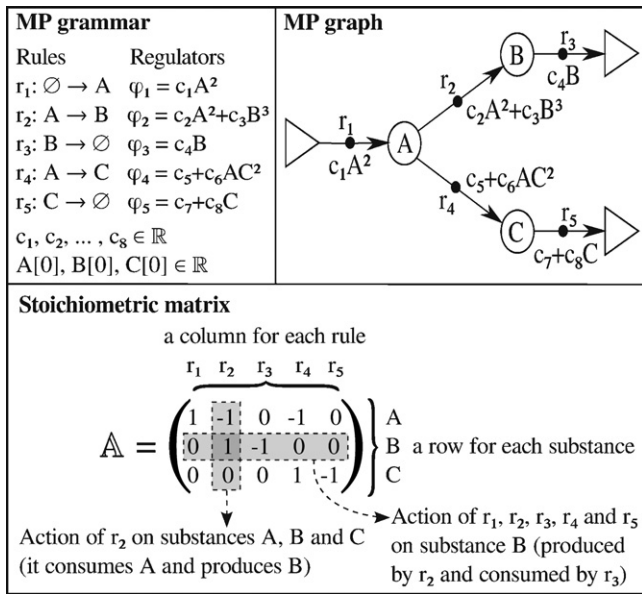 MP grammar
Rules Regulators
r₁: ∅ → A φ₁ = c₁A²
r₂: A → B φ₂ = c₂A²+c₃B³
r₃: B → ∅ φ₃ = c₄B
r₄: A → C φ₄ = c₅+c₆AC²
r₅: C → ∅ φ₅ = c₇+c₈C
c₁, c₂, ... , c₈ ∈ ℝ
A[0], B[0], C[0] ∈ ℝ
MP graph
B
r₃
c₄B
r₂
c₂A²+c₃B³
r₁
A
c₁A²
c₅+c₆AC²
r₄
C
r₅
c₇+c₈C
Stoichiometric matrix
a column for each rule
r₁ r₂ r₃ r₄ r₅
1 -1 0 -1 0 A
𝔸 = 0 1 -1 0 0 B a row for each substance
0 0 0 1 -1 C
Action of r₂ on substances A, B and C
(it consumes A and produces B)
Action of r₁, r₂, r₃, r₄ and r₅
on substance B (produced
by r₂ and consumed by r₃)